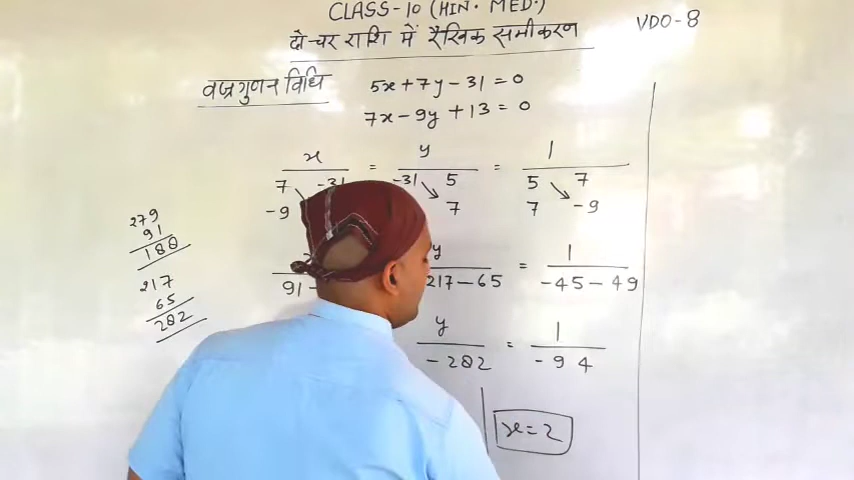 CLASS-10 (HIN. MED.)
दो-चर राशि में रैखिक समीकरण
VDO-8
वज्रगुणन विधि
5x+7y-31=0
7x-9y+13=0
x = y = 1
7 -31 -31 5 5 7
-9 7 7 -9
279
91
188
217
65
282
y = 1
91- 217-65 -45-49
y = 1
-282 -94
x=2